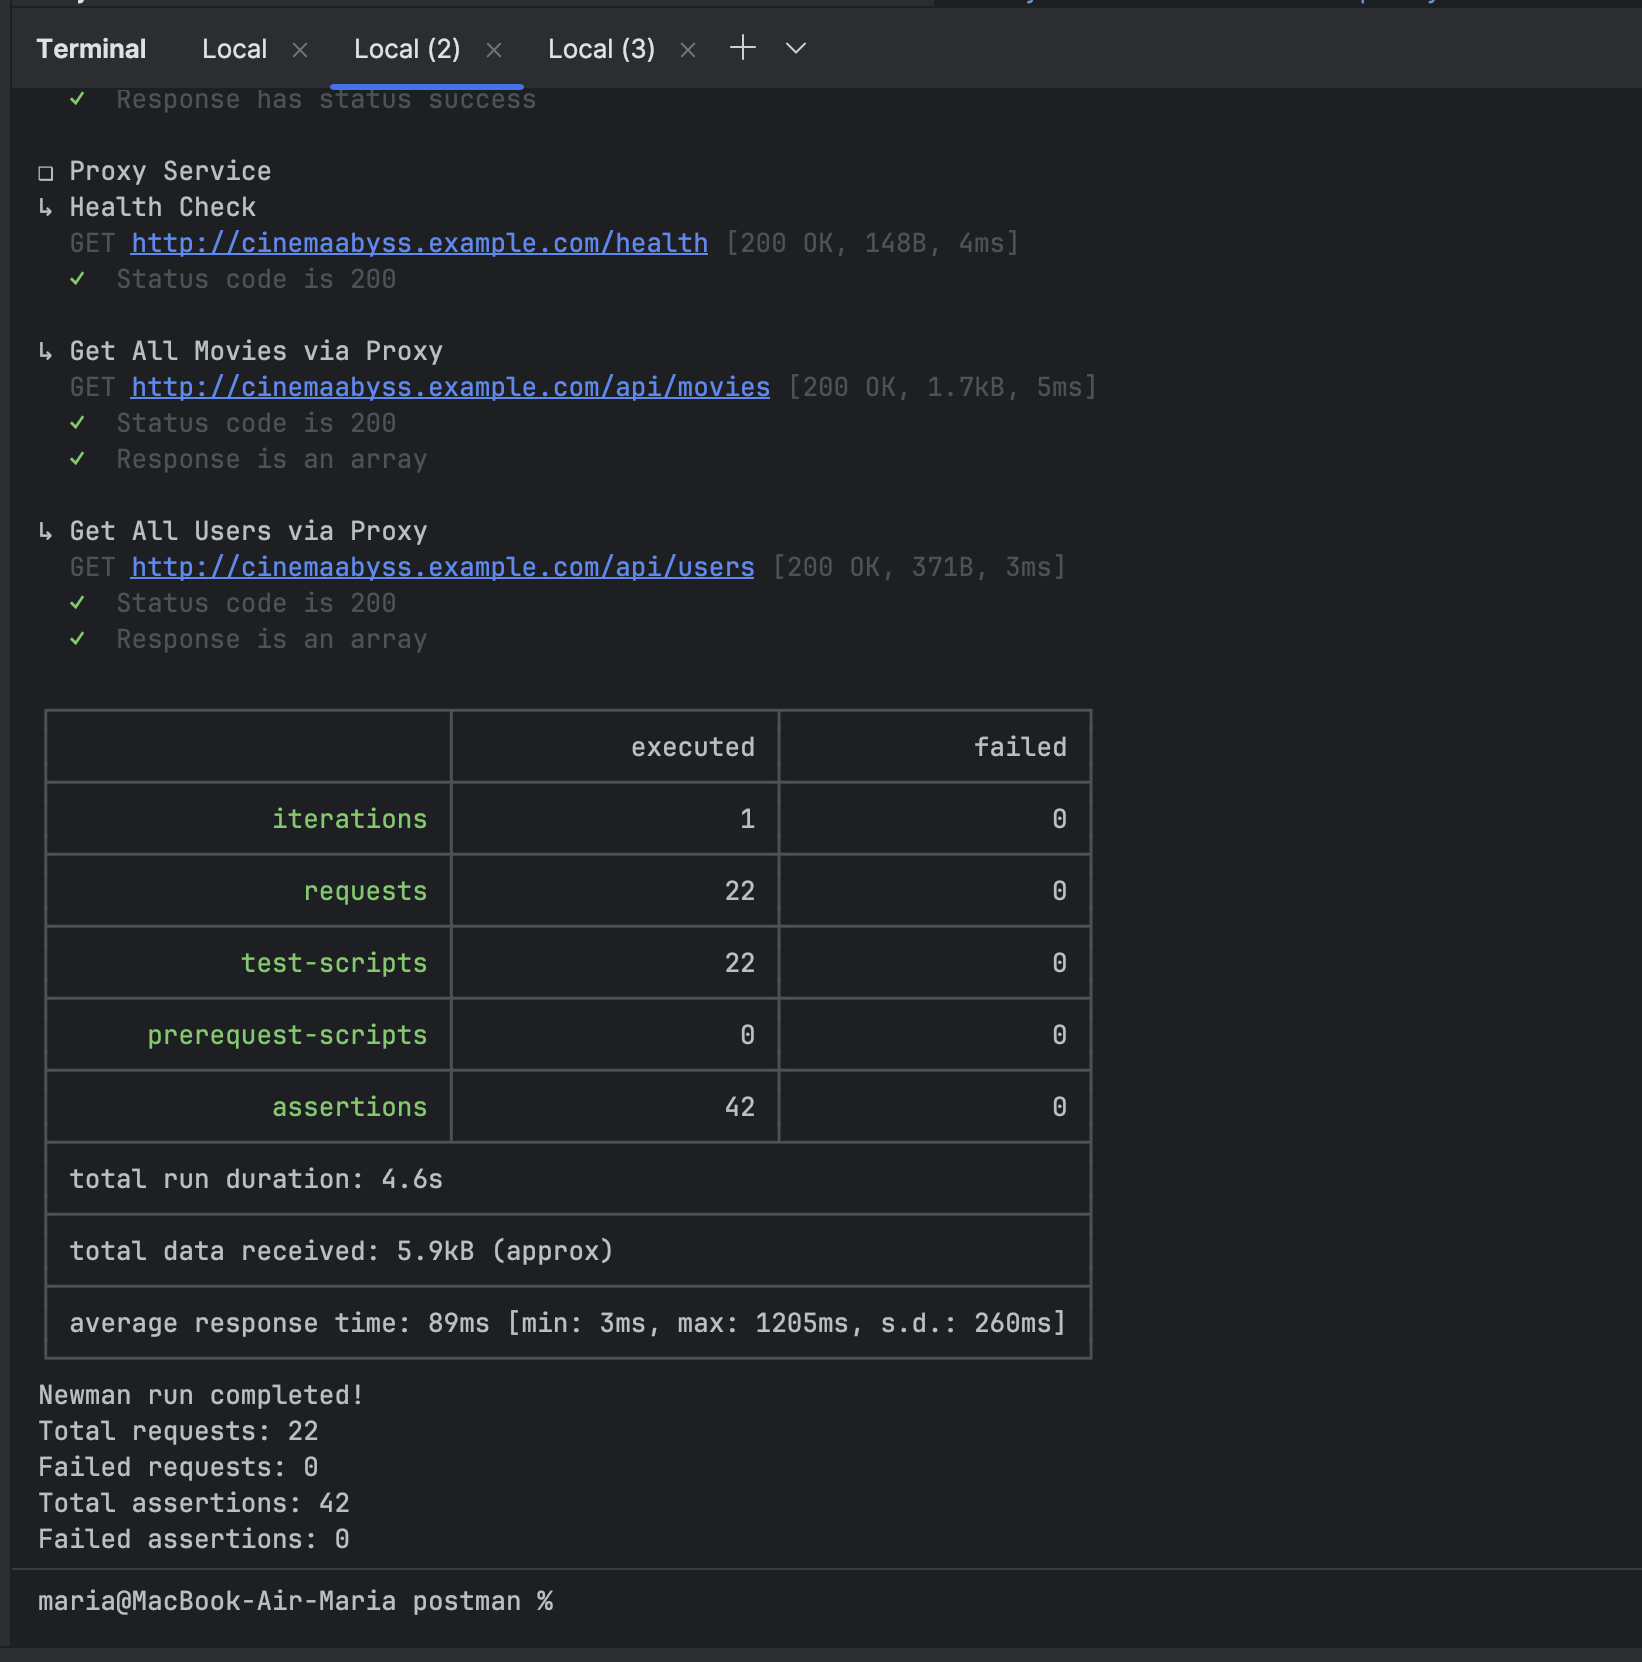 Terminal Local Local (2) Local (3)
✓ Response has status success
❏ Proxy Service
↳ Health Check
GET http://cinemaabyss.example.com/health [200 OK, 148B, 4ms]
✓ Status code is 200
↳ Get All Movies via Proxy
GET http://cinemaabyss.example.com/api/movies [200 OK, 1.7kB, 5ms]
✓ Status code is 200
✓ Response is an array
↳ Get All Users via Proxy
GET http://cinemaabyss.example.com/api/users [200 OK, 371B, 3ms]
✓ Status code is 200
✓ Response is an array
executed failed
iterations 1 0
requests 22 0
test-scripts 22 0
prerequest-scripts 0 0
assertions 42 0
total run duration: 4.6s
total data received: 5.9kB (approx)
average response time: 89ms [min: 3ms, max: 1205ms, s.d.: 260ms]
Newman run completed!
Total requests: 22
Failed requests: 0
Total assertions: 42
Failed assertions: 0
maria@MacBook-Air-Maria postman %